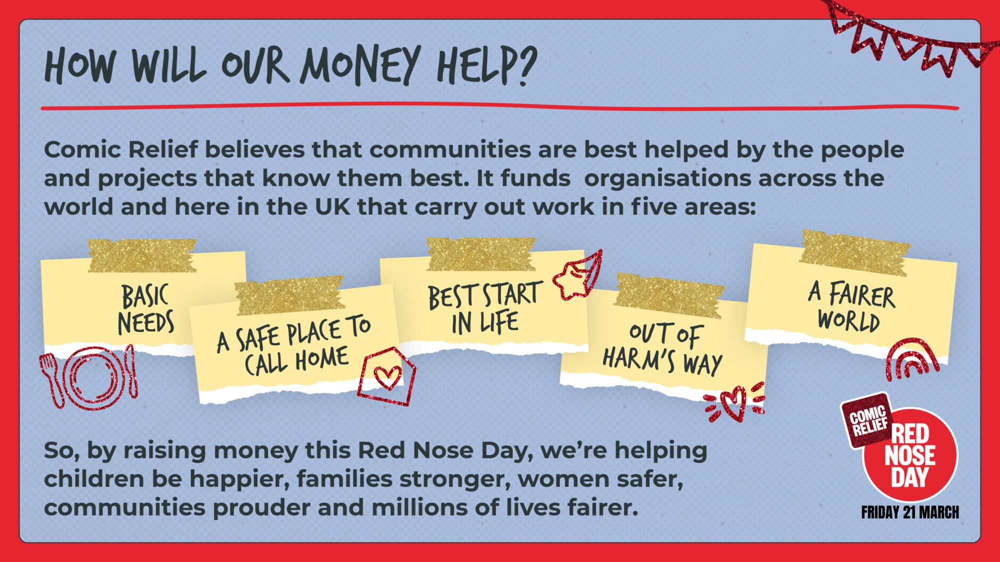 HOW WILL OUR MONEY HELP?
Comic Relief believes that communities are best helped by the people
and projects that know them best. It funds  organisations across the
world and here in the UK that carry out work in five areas:
BASIC
NEEDS
A SAFE PLACE TO
CALL HOME
BEST START
IN LIFE
OUT OF
HARM'S WAY
A FAIRER
WORLD
So, by raising money this Red Nose Day, we're helping
children be happier, families stronger, women safer,
communities prouder and millions of lives fairer.
COMIC
RELIEF
RED
NOSE
DAY
FRIDAY 21 MARCH